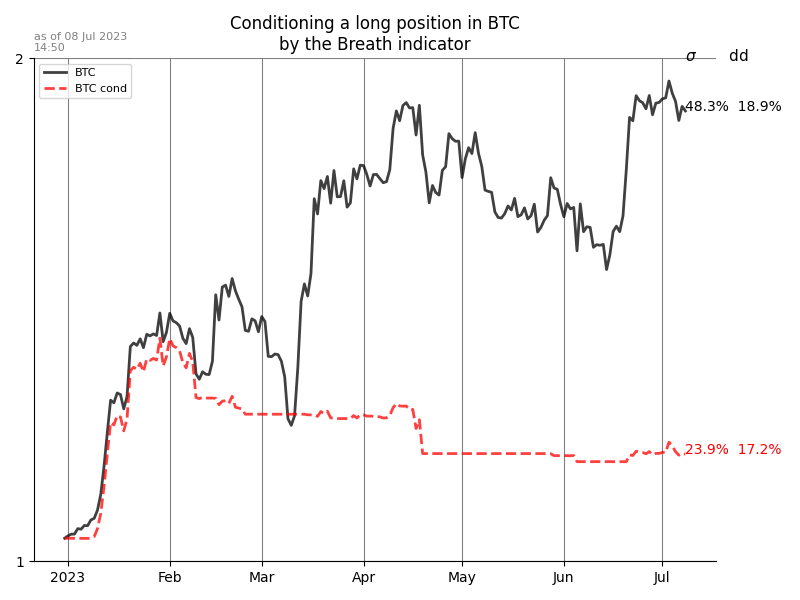 Conditioning a long position in BTC
by the Breath indicator
as of 08 Jul 2023
14:50
σ dd
2
BTC
BTC cond
48.3% 18.9%
23.9% 17.2%
1
2023 Feb Mar Apr May Jun Jul